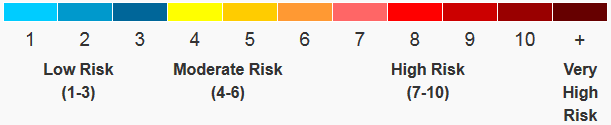 1 2 3 4 5 6 7 8 9 10 +
Low Risk Moderate Risk High Risk Very
(1-3) (4-6) (7-10) High
Risk